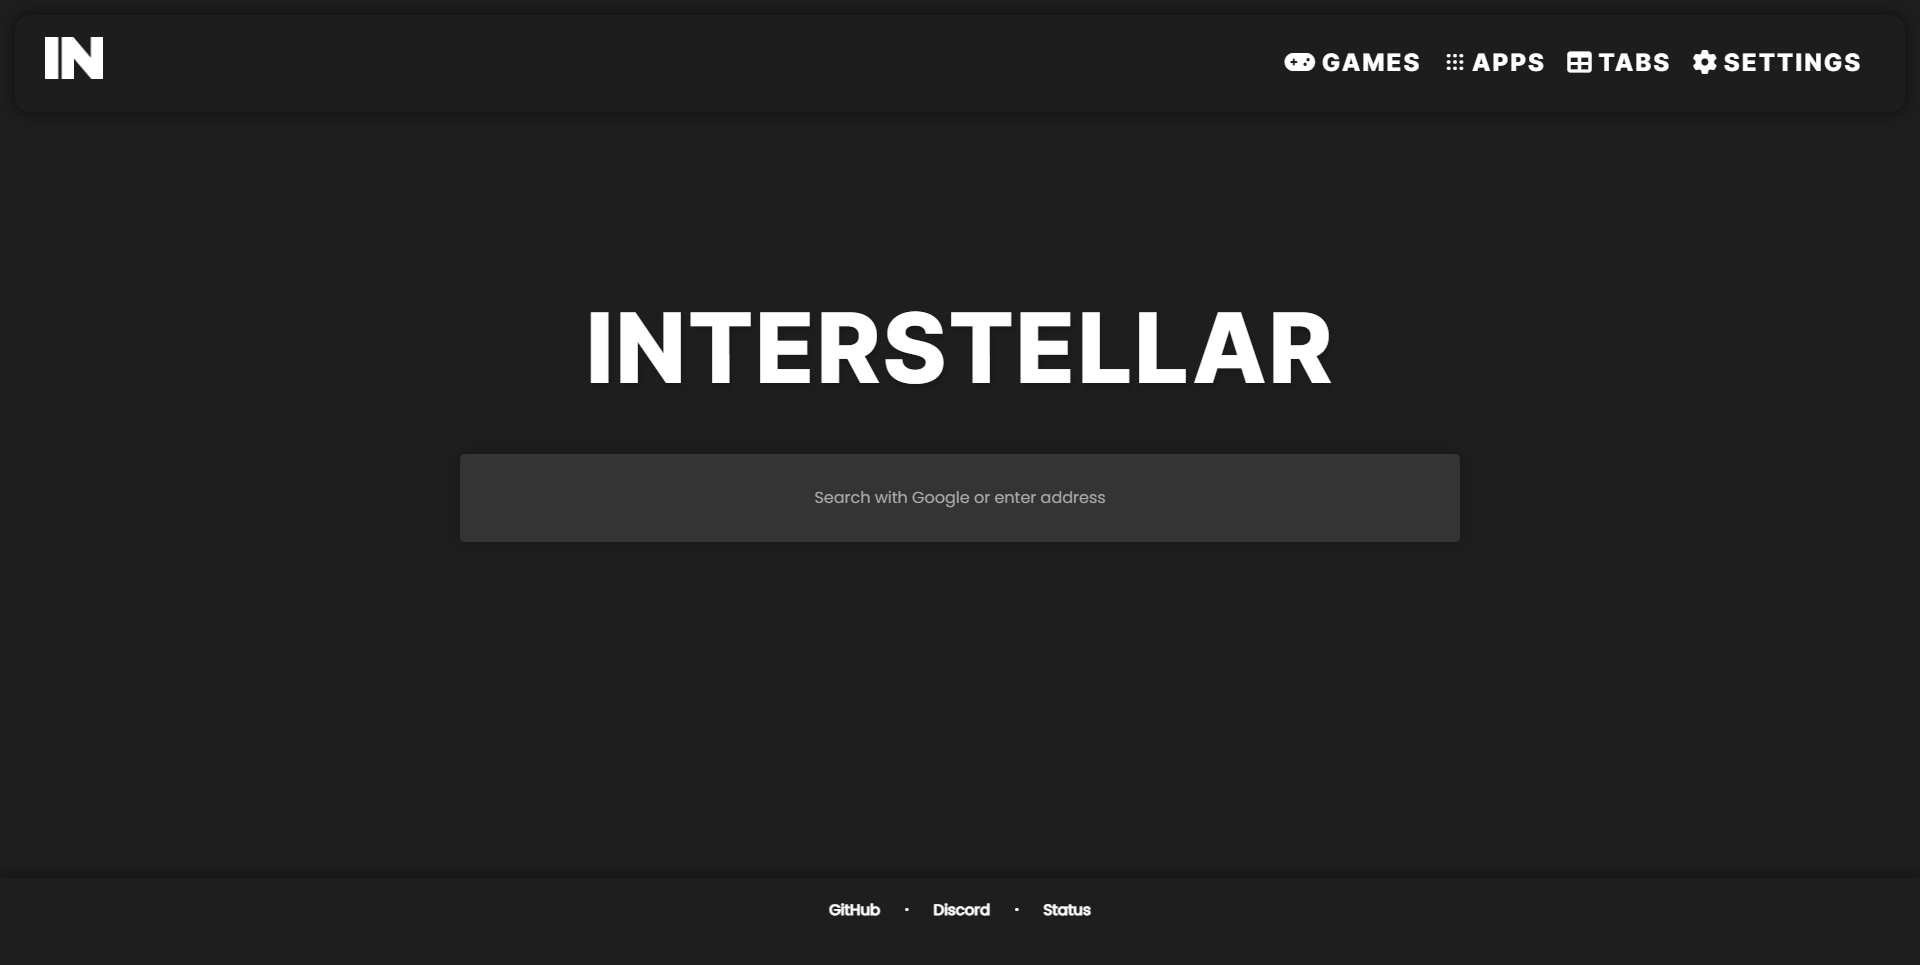 IN
GAMES APPS TABS SETTINGS
INTERSTELLAR
Search with Google or enter address
GitHub · Discord · Status